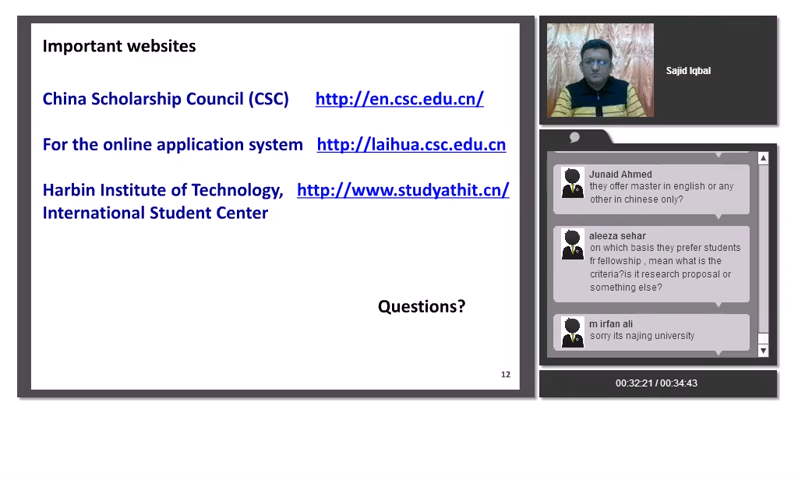 Important websites
China Scholarship Council (CSC) http://en.csc.edu.cn/
For the online application system http://laihua.csc.edu.cn
Harbin Institute of Technology, http://www.studyathit.cn/
International Student Center
Questions?
12
Sajid Iqbal
Junaid Ahmed
they offer master in english or any
other in chinese only?
aleeza sehar
on which basis they prefer students
fr fellowship , mean what is the
criteria?is it research proposal or
something else?
m irfan ali
sorry its najing university
00:32:21 / 00:34:43